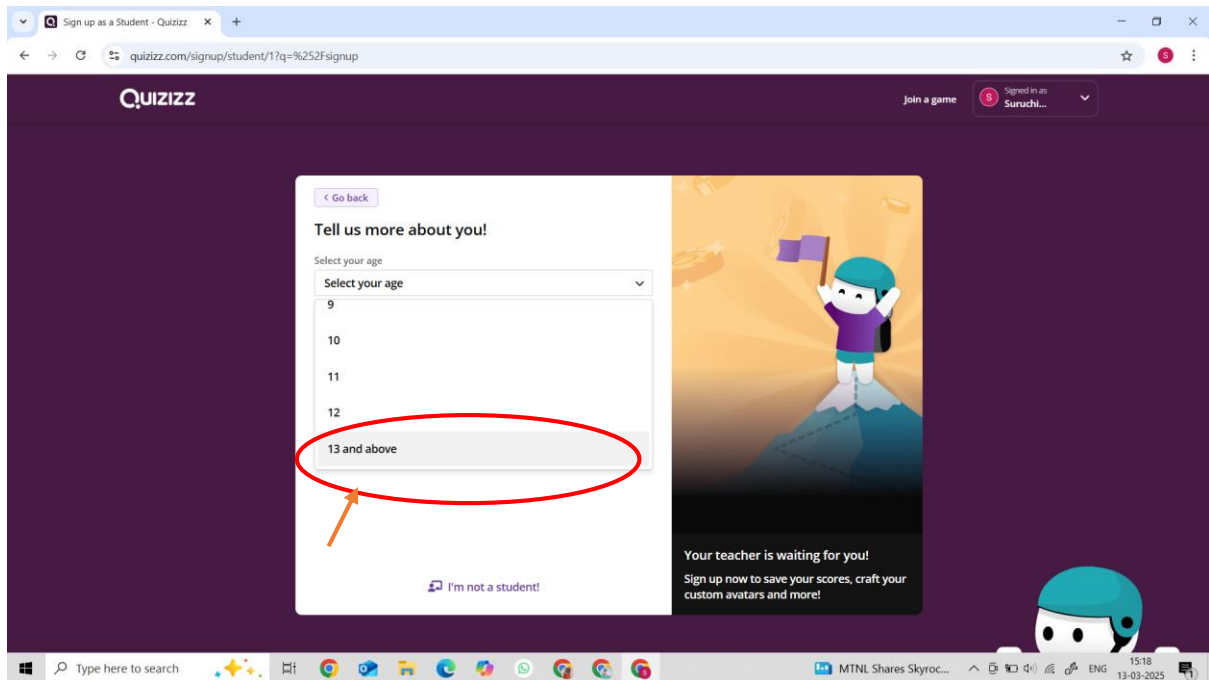 Sign up as a Student - Quizizz
quizizz.com/signup/student/1?q=%252Fsignup
S
Quizizz
Join a game
S
Signed in as
Suruchi...
Go back
Tell us more about you!
Select your age
Select your age
9
10
11
12
13 and above
I'm not a student!
Your teacher is waiting for you!
Sign up now to save your scores, craft your
custom avatars and more!
Type here to search
MTNL Shares Skyroc...
ENG
15:18
13-03-2025
1